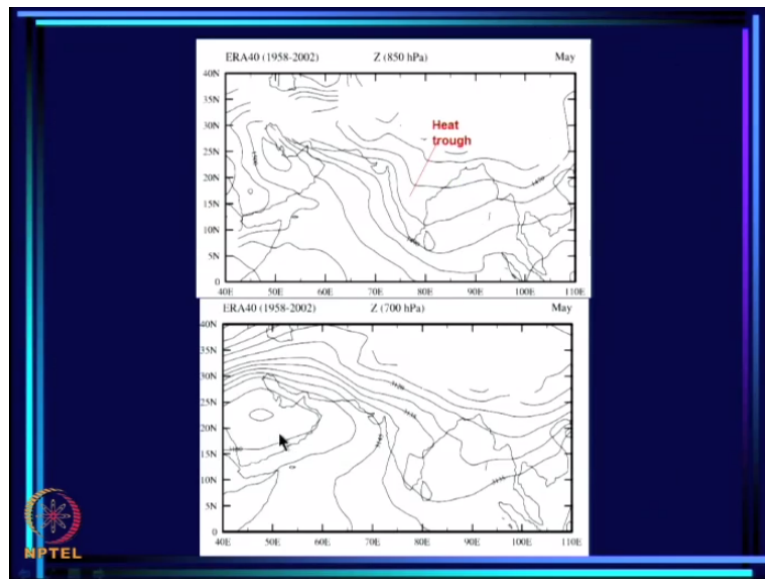 ERA40 (1958-2002) Z (850 hPa) May
40N
35N
30N
25N
20N
15N
10N
5N
0
40E 50E 60E 70E 80E 90E 100E 110E
Heat
trough
ERA40 (1958-2002) Z (700 hPa) May
40N
35N
30N
25N
20N
15N
10N
5N
0
40E 50E 60E 70E 80E 90E 100E 110E
NPTEL